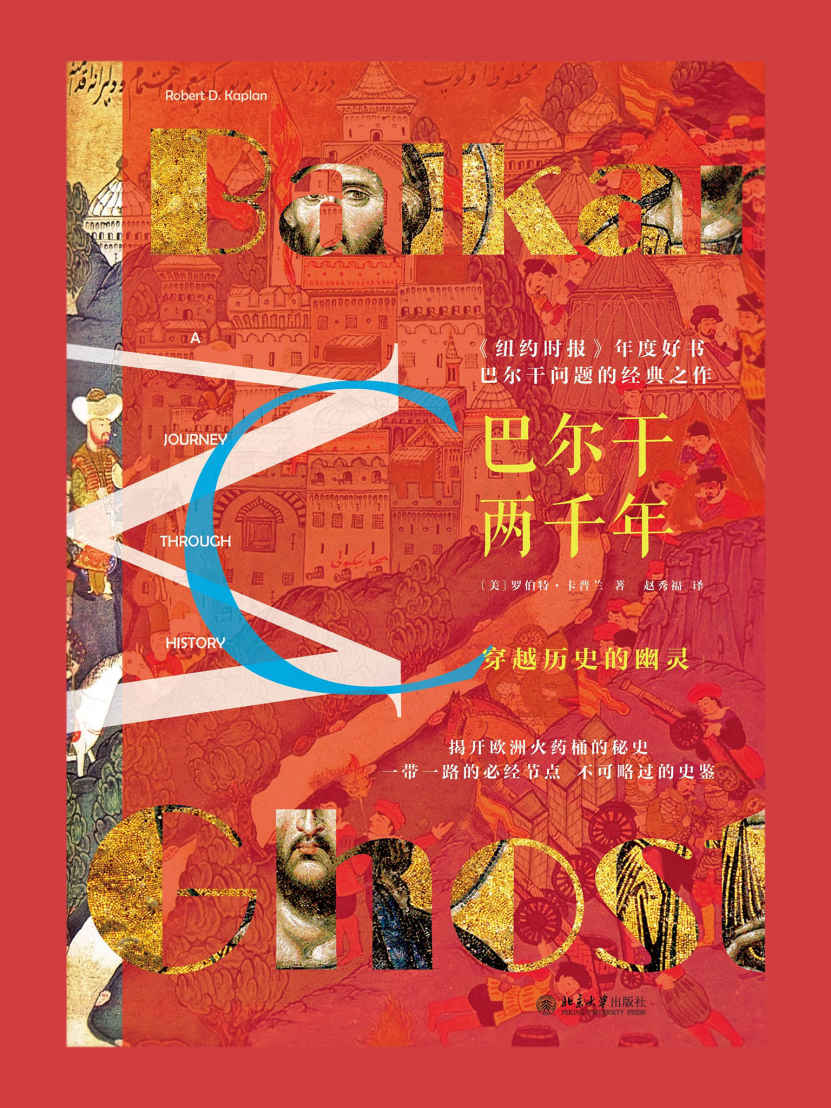 Robert D. Kaplan
Balkan
A
JOURNEY
THROUGH
HISTORY
《纽约时报》年度好书
巴尔干问题的经典之作
巴尔干
两千年
〔美〕罗伯特·卡普兰 著 赵秀福 译
穿越历史的幽灵
揭开欧洲火药桶的秘史
一带一路的必经节点 不可略过的史鉴
Ghost
北京大学出版社
PEKING UNIVERSITY PRESS